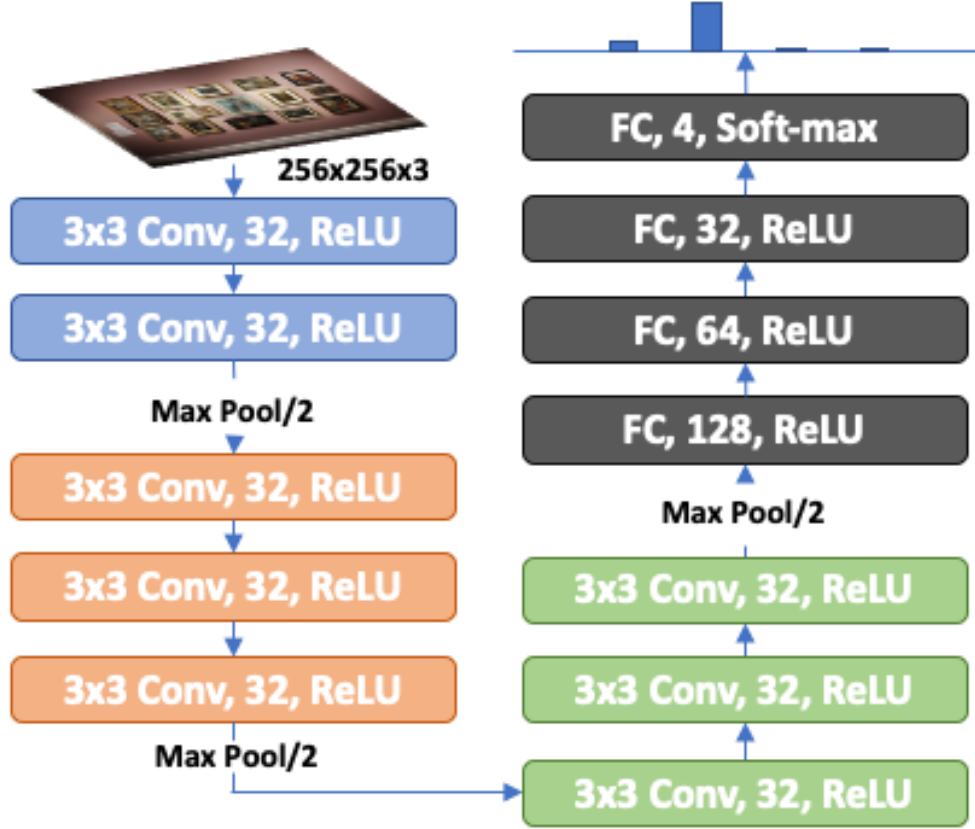 256x256x3
3x3 Conv, 32, ReLU
3x3 Conv, 32, ReLU
Max Pool/2
3x3 Conv, 32, ReLU
3x3 Conv, 32, ReLU
3x3 Conv, 32, ReLU
Max Pool/2
3x3 Conv, 32, ReLU
3x3 Conv, 32, ReLU
3x3 Conv, 32, ReLU
Max Pool/2
FC, 128, ReLU
FC, 64, ReLU
FC, 32, ReLU
FC, 4, Soft-max